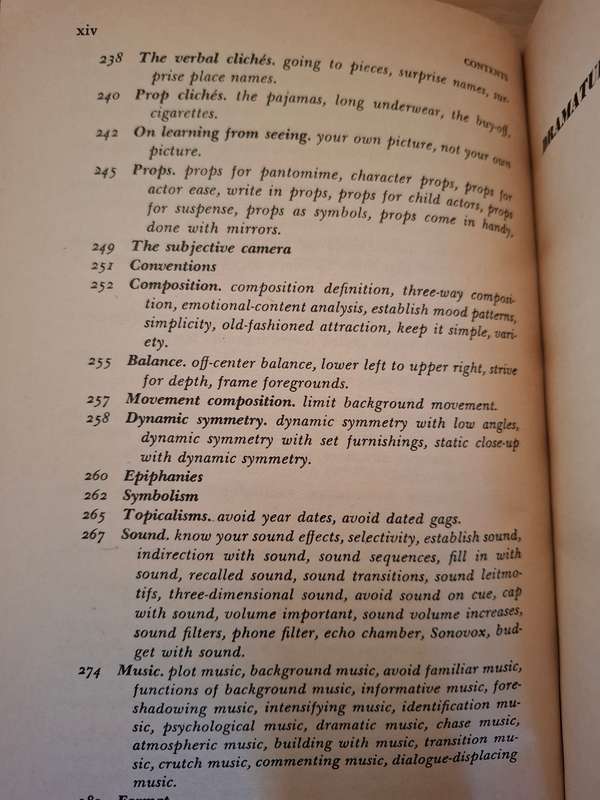 xiv
CONTENTS
238 The verbal clichés. going to pieces, surprise names, sur-
prise place names.
240 Prop clichés. the pajamas, long underwear, the buy-off,
cigarettes.
242 On learning from seeing. your own picture, not your own
picture.
245 Props. props for pantomime, character props, props for
actor ease, write in props, props for child actors, props
for suspense, props as symbols, props come in handy,
done with mirrors.
249 The subjective camera
251 Conventions
252 Composition. composition definition, three-way composi-
tion, emotional-content analysis, establish mood patterns,
simplicity, old-fashioned attraction, keep it simple, vari-
ety.
255 Balance. off-center balance, lower left to upper right, strive
for depth, frame foregrounds.
257 Movement composition. limit background movement.
258 Dynamic symmetry. dynamic symmetry with low angles,
dynamic symmetry with set furnishings, static close-up
with dynamic symmetry.
260 Epiphanies
262 Symbolism
265 Topicalisms. avoid year dates, avoid dated gags.
267 Sound. know your sound effects, selectivity, establish sound,
indirection with sound, sound sequences, fill in with
sound, recalled sound, sound transitions, sound leitmo-
tifs, three-dimensional sound, avoid sound on cue, cap
with sound, volume important, sound volume increases,
sound filters, phone filter, echo chamber, Sonovox, bud-
get with sound.
274 Music. plot music, background music, avoid familiar music,
functions of background music, informative music, fore-
shadowing music, intensifying music, identification mu-
sic, psychological music, dramatic music, chase music,
atmospheric music, building with music, transition mu-
sic, crutch music, commenting music, dialogue-displacing
music.
Format